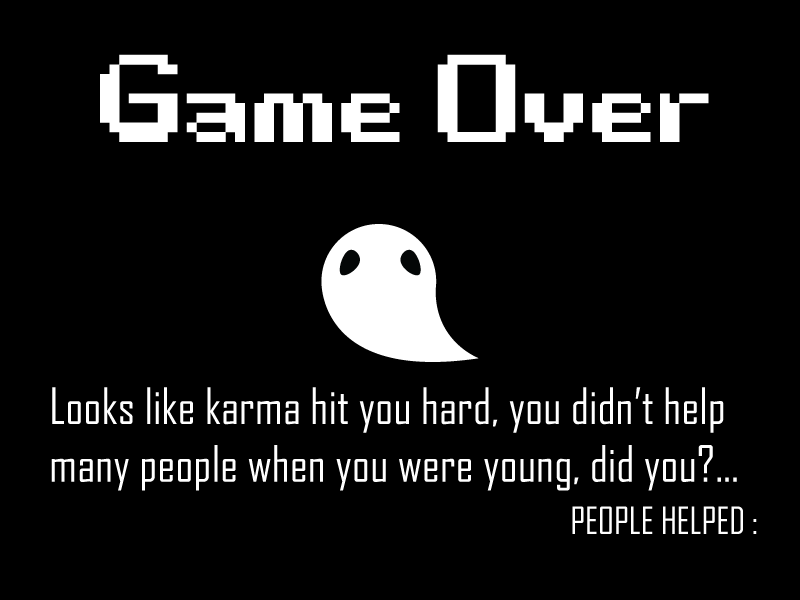 Game Over
Looks like karma hit you hard, you didn't help
many people when you were young, did you?...
PEOPLE HELPED :